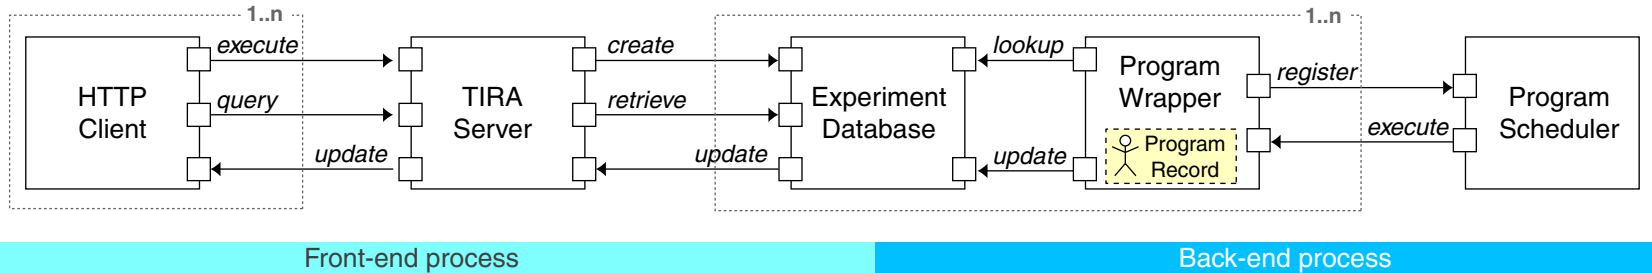 1..n
1..n
execute
create
lookup
HTTP
Client
TIRA
Server
Experiment
Database
Program
Wrapper
register
Program
Scheduler
query
retrieve
execute
update
update
update
Program
Record
Front-end process
Back-end process